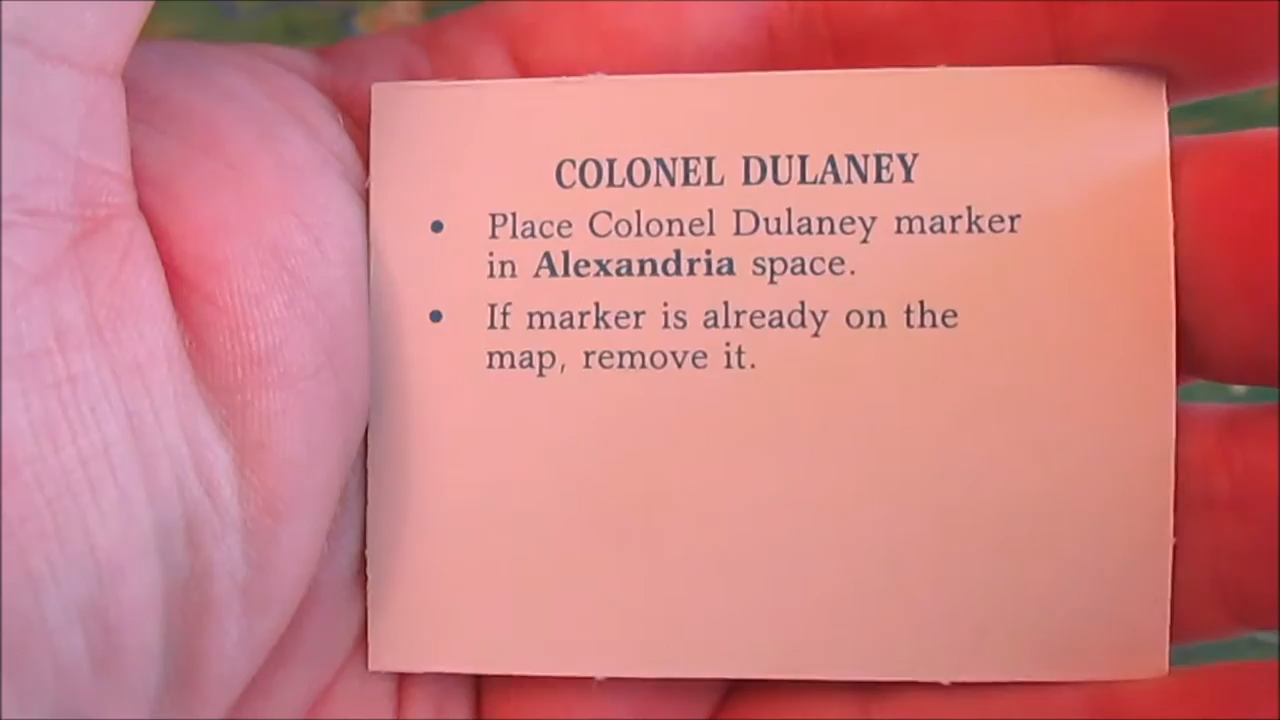 COLONEL DULANEY
• Place Colonel Dulaney marker
in Alexandria space.
• If marker is already on the
map, remove it.